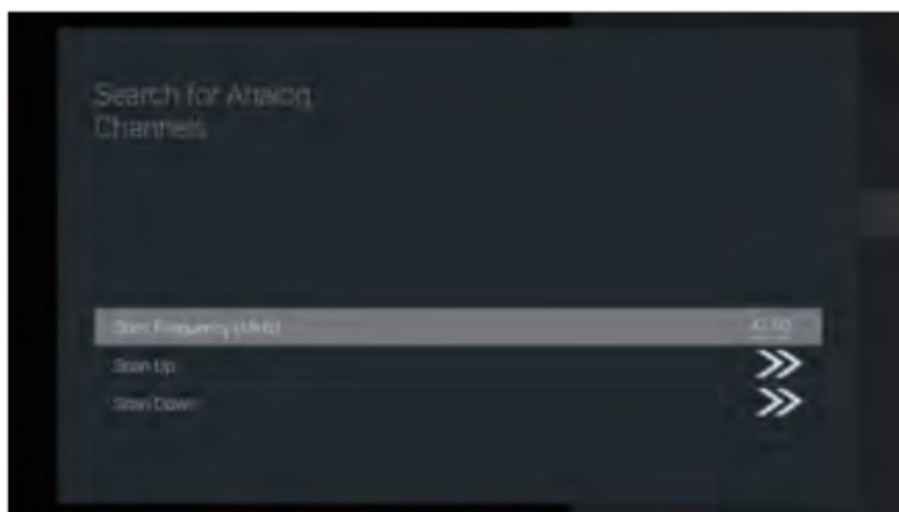 Search for Analog
Channels
Start Frequency (MHz)
Scan Up
Scan Down